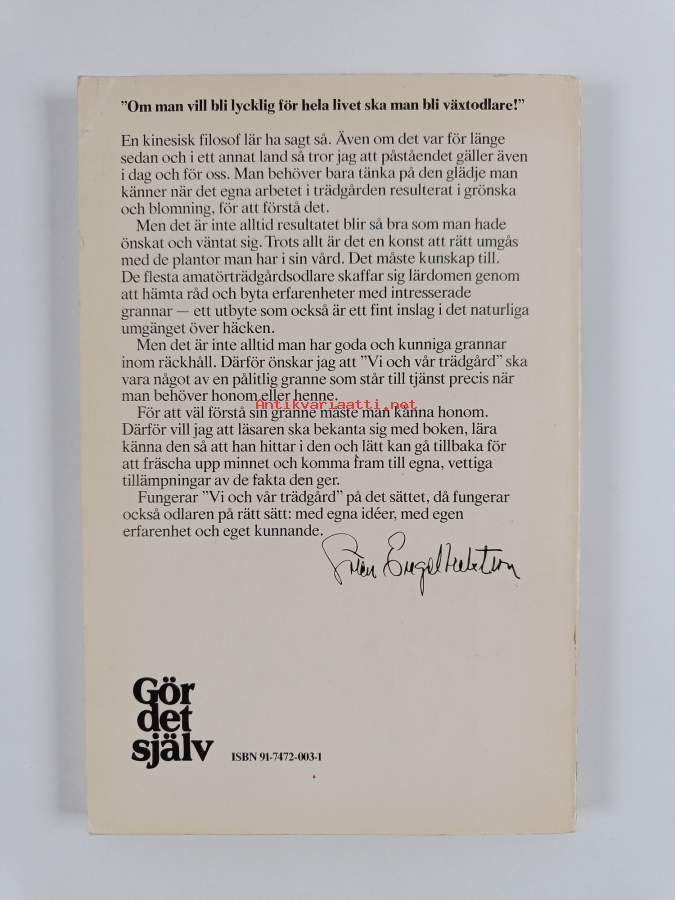 "Om man vill bli lycklig för hela livet ska man bli växtodlare!"
En kinesisk filosof lär ha sagt så. Även om det var för länge
sedan och i ett annat land så tror jag att påståendet gäller även
i dag och för oss. Man behöver bara tänka på den glädje man
känner när det egna arbetet i trädgården resulterat i grönska
och blomning, för att förstå det.
Men det är inte alltid resultatet blir så bra som man hade
önskat och väntat sig. Trots allt är det en konst att rätt umgås
med de plantor man har i sin vård. Det måste kunskap till.
De flesta amatörträdgårdsodlare skaffar sig lärdomen genom
att hämta råd och byta erfarenheter med intresserade
grannar — ett utbyte som också är ett fint inslag i det naturliga
umgänget över häcken.
Men det är inte alltid man har goda och kunniga grannar
inom räckhåll. Därför önskar jag att "Vi och vår trädgård" ska
vara något av en pålitlig granne som står till tjänst precis när
man behöver honom eller henne.
Antikvariaatti.net
För att väl förstå sin granne måste man känna honom.
Därför vill jag att läsaren ska bekanta sig med boken, lära
känna den så att han hittar i den och lätt kan gå tillbaka för
att fräscha upp minnet och komma fram till egna, vettiga
tillämpningar av de fakta den ger.
Fungerar "Vi och vår trädgård" på det sättet, då fungerar
också odlaren på rätt sätt: med egna idéer, med egen
erfarenhet och eget kunnande.
Gör
det
själv
ISBN 91-7472-003-1